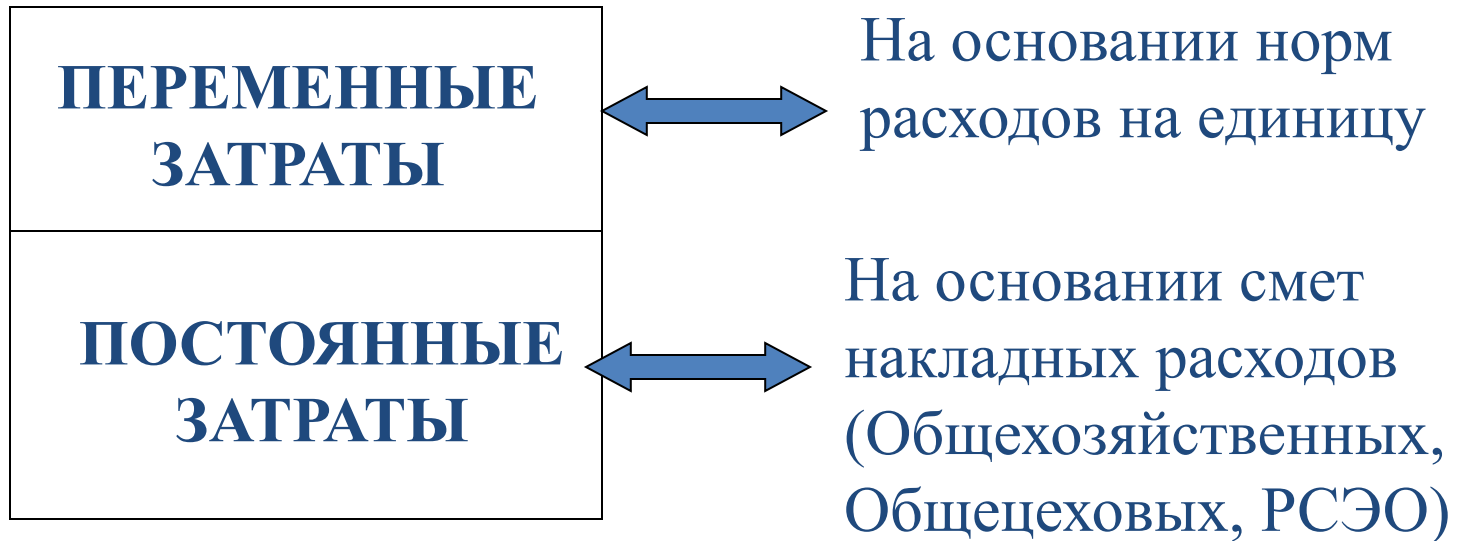 ПЕРЕМЕННЫЕ
ЗАТРАТЫ
На основании норм
расходов на единицу
ПОСТОЯННЫЕ
ЗАТРАТЫ
На основании смет
накладных расходов
(Общехозяйственных,
Общецеховых, РСЭО)